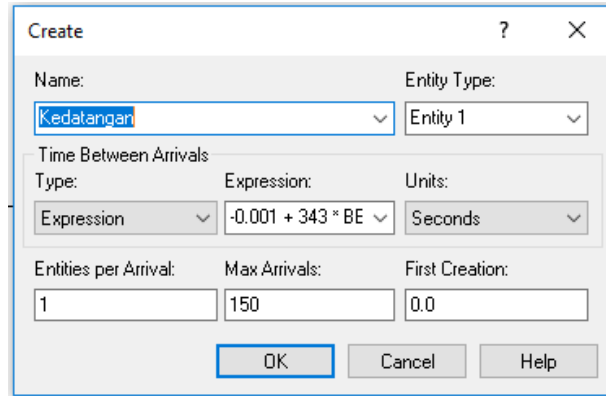 Create ? ×
Name: Entity Type:
Kedatangan Entity 1
Time Between Arrivals
Type: Expression: Units:
Expression -0.001 + 343 * BE Seconds
Entities per Arrival: Max Arrivals: First Creation:
1 150 0.0
OK Cancel Help